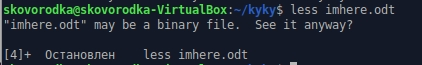 skovorodka@skovorodka-VirtualBox:~/kyky$ less imhere.odt
"imhere.odt" may be a binary file.  See it anyway?

[4]+  Остановлен    less imhere.odt